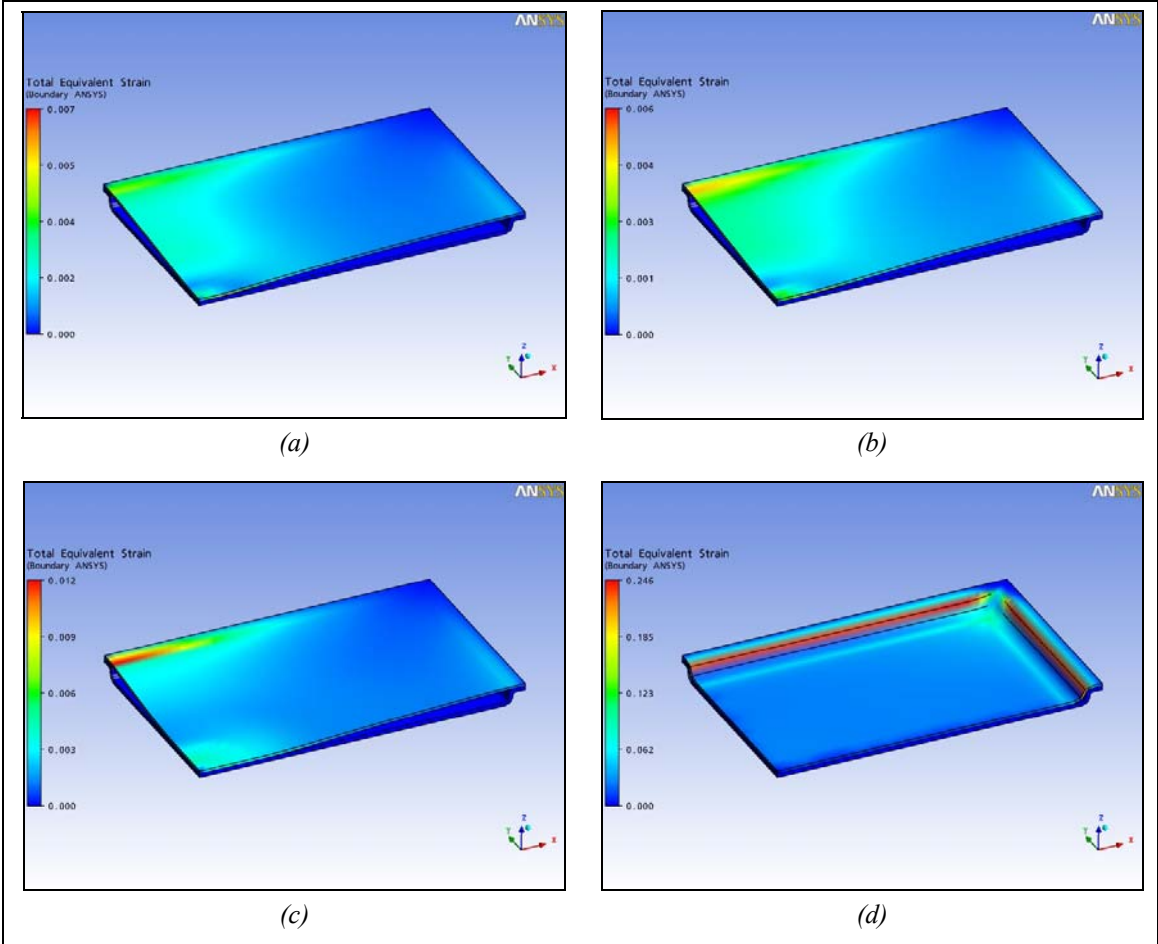 ANSYS
Total Equivalent Strain
(Boundary ANSYS)
0.007
0.005
0.004
0.002
0.000
Z
Y
X
(a)
ANSYS
Total Equivalent Strain
(Boundary ANSYS)
0.006
0.004
0.003
0.001
0.000
Z
Y
X
(b)
ANSYS
Total Equivalent Strain
(Boundary ANSYS)
0.012
0.009
0.006
0.003
0.000
Z
Y
X
(c)
ANSYS
Total Equivalent Strain
(Boundary ANSYS)
0.246
0.185
0.123
0.062
0.000
Z
Y
X
(d)